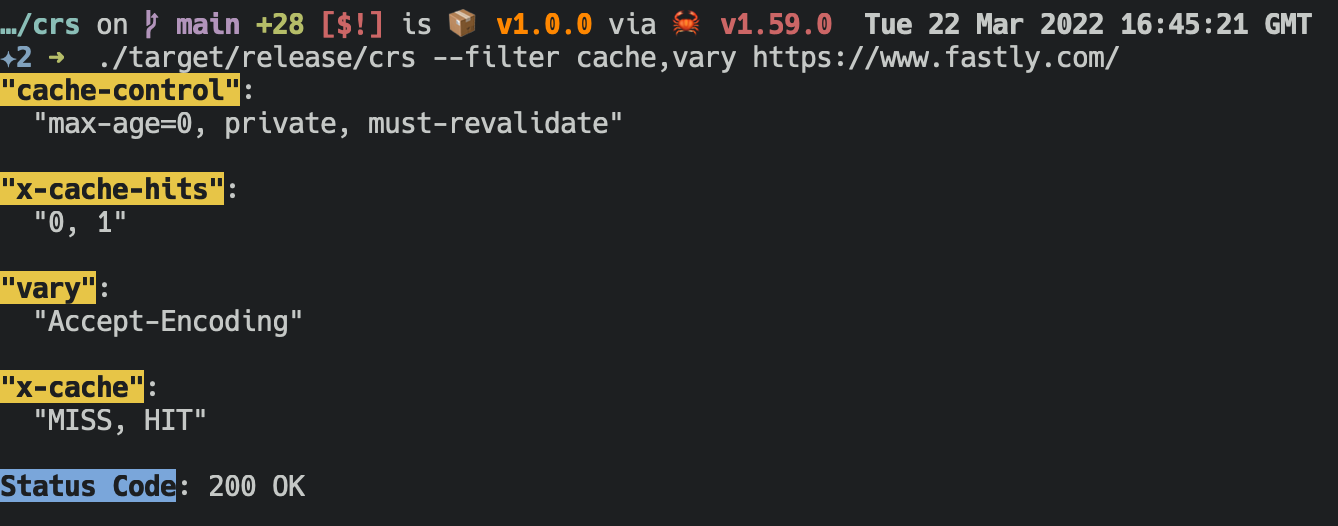 …/crs on  main +28 [$!] is 📦 v1.0.0 via 🦀 v1.59.0 Tue 22 Mar 2022 16:45:21 GMT
✦2 ➜ ./target/release/crs --filter cache,vary https://www.fastly.com/
"cache-control":
"max-age=0, private, must-revalidate"
"x-cache-hits":
"0, 1"
"vary":
"Accept-Encoding"
"x-cache":
"MISS, HIT"
Status Code: 200 OK